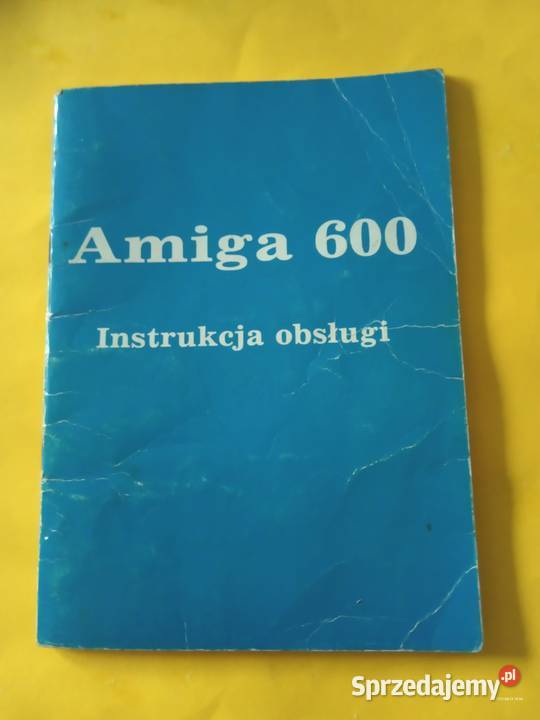 Amiga 600
Instrukcja obsługi
Sprzedajemy.pl